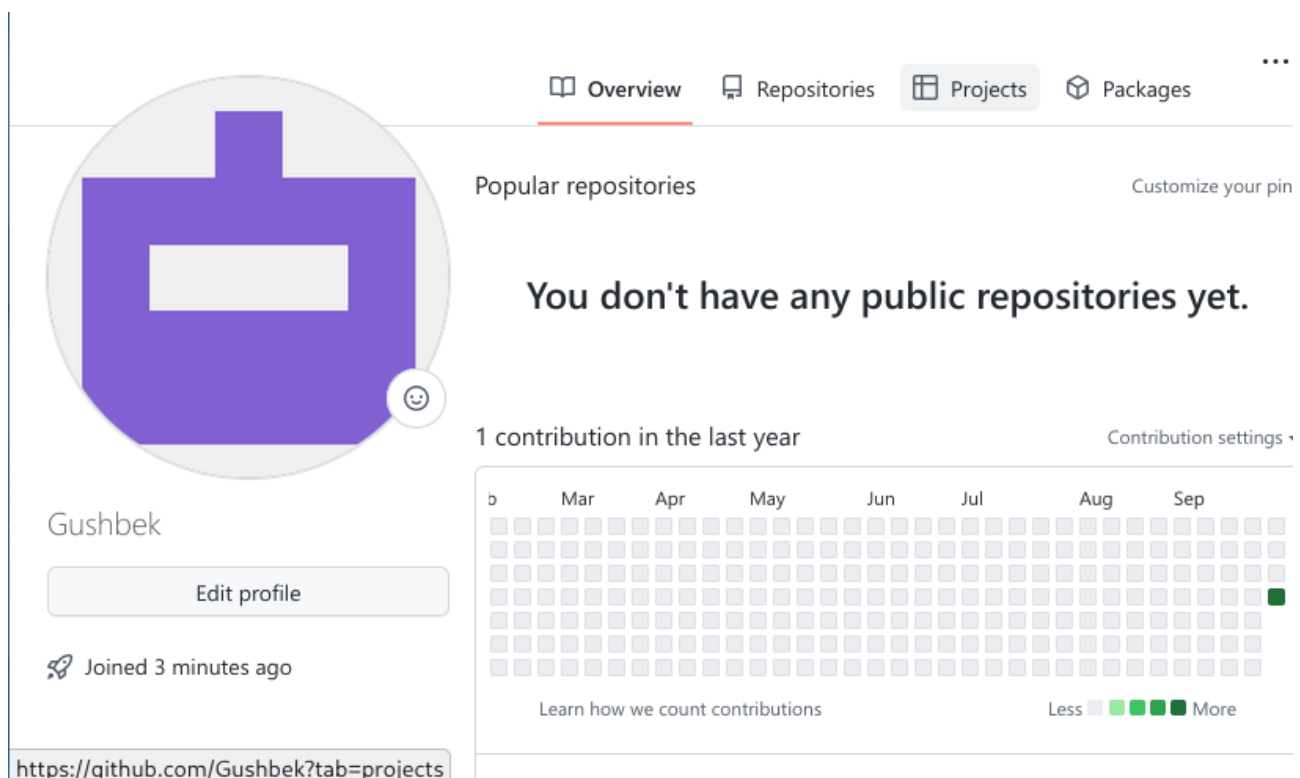 Overview Repositories Projects Packages
Popular repositories Customize your pin
You don't have any public repositories yet.
1 contribution in the last year Contribution settings
b Mar Apr May Jun Jul Aug Sep
Gushbek
Edit profile
Joined 3 minutes ago
Learn how we count contributions Less More
https://github.com/Gushbek?tab=projects